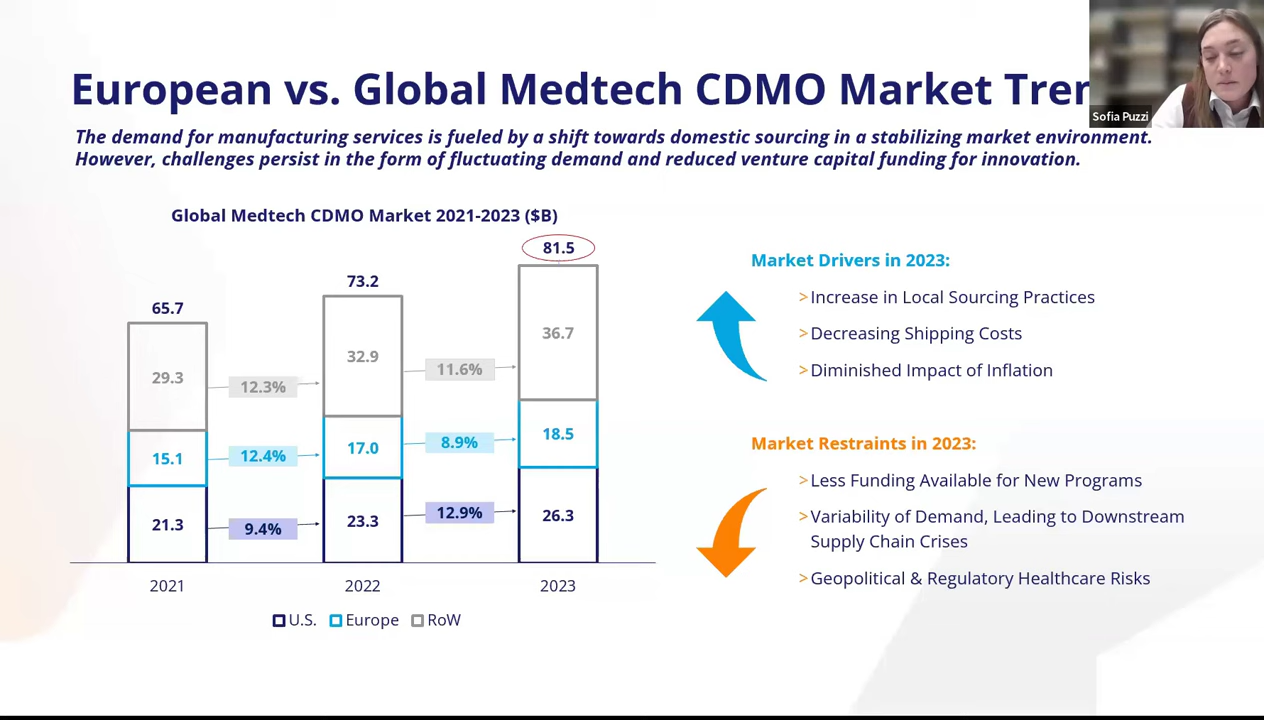 European vs. Global Medtech CDMO Market Tren
Sofia Puzzi
The demand for manufacturing services is fueled by a shift towards domestic sourcing in a stabilizing market environment.
However, challenges persist in the form of fluctuating demand and reduced venture capital funding for innovation.
Global Medtech CDMO Market 2021-2023 ($B)
81.5
73.2
65.7
36.7
32.9
29.3
11.6%
12.3%
18.5
17.0
15.1
8.9%
12.4%
26.3
23.3
21.3
12.9%
9.4%
2021 2022 2023
U.S. Europe RoW
Market Drivers in 2023:
> Increase in Local Sourcing Practices
> Decreasing Shipping Costs
> Diminished Impact of Inflation
Market Restraints in 2023:
> Less Funding Available for New Programs
> Variability of Demand, Leading to Downstream
Supply Chain Crises
> Geopolitical & Regulatory Healthcare Risks